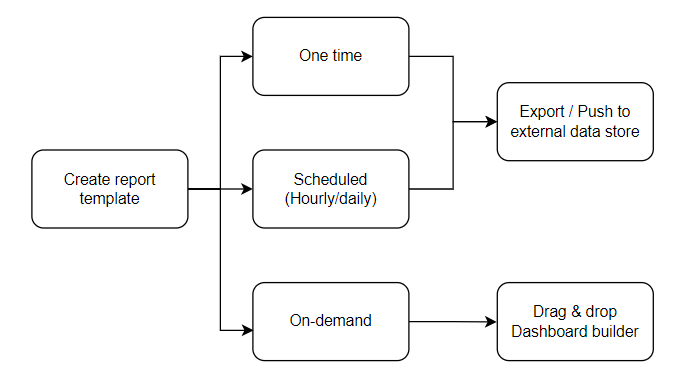 One time
Export / Push to
external data store
Create report
template
Scheduled
(Hourly/daily)
On-demand
Drag & drop
Dashboard builder